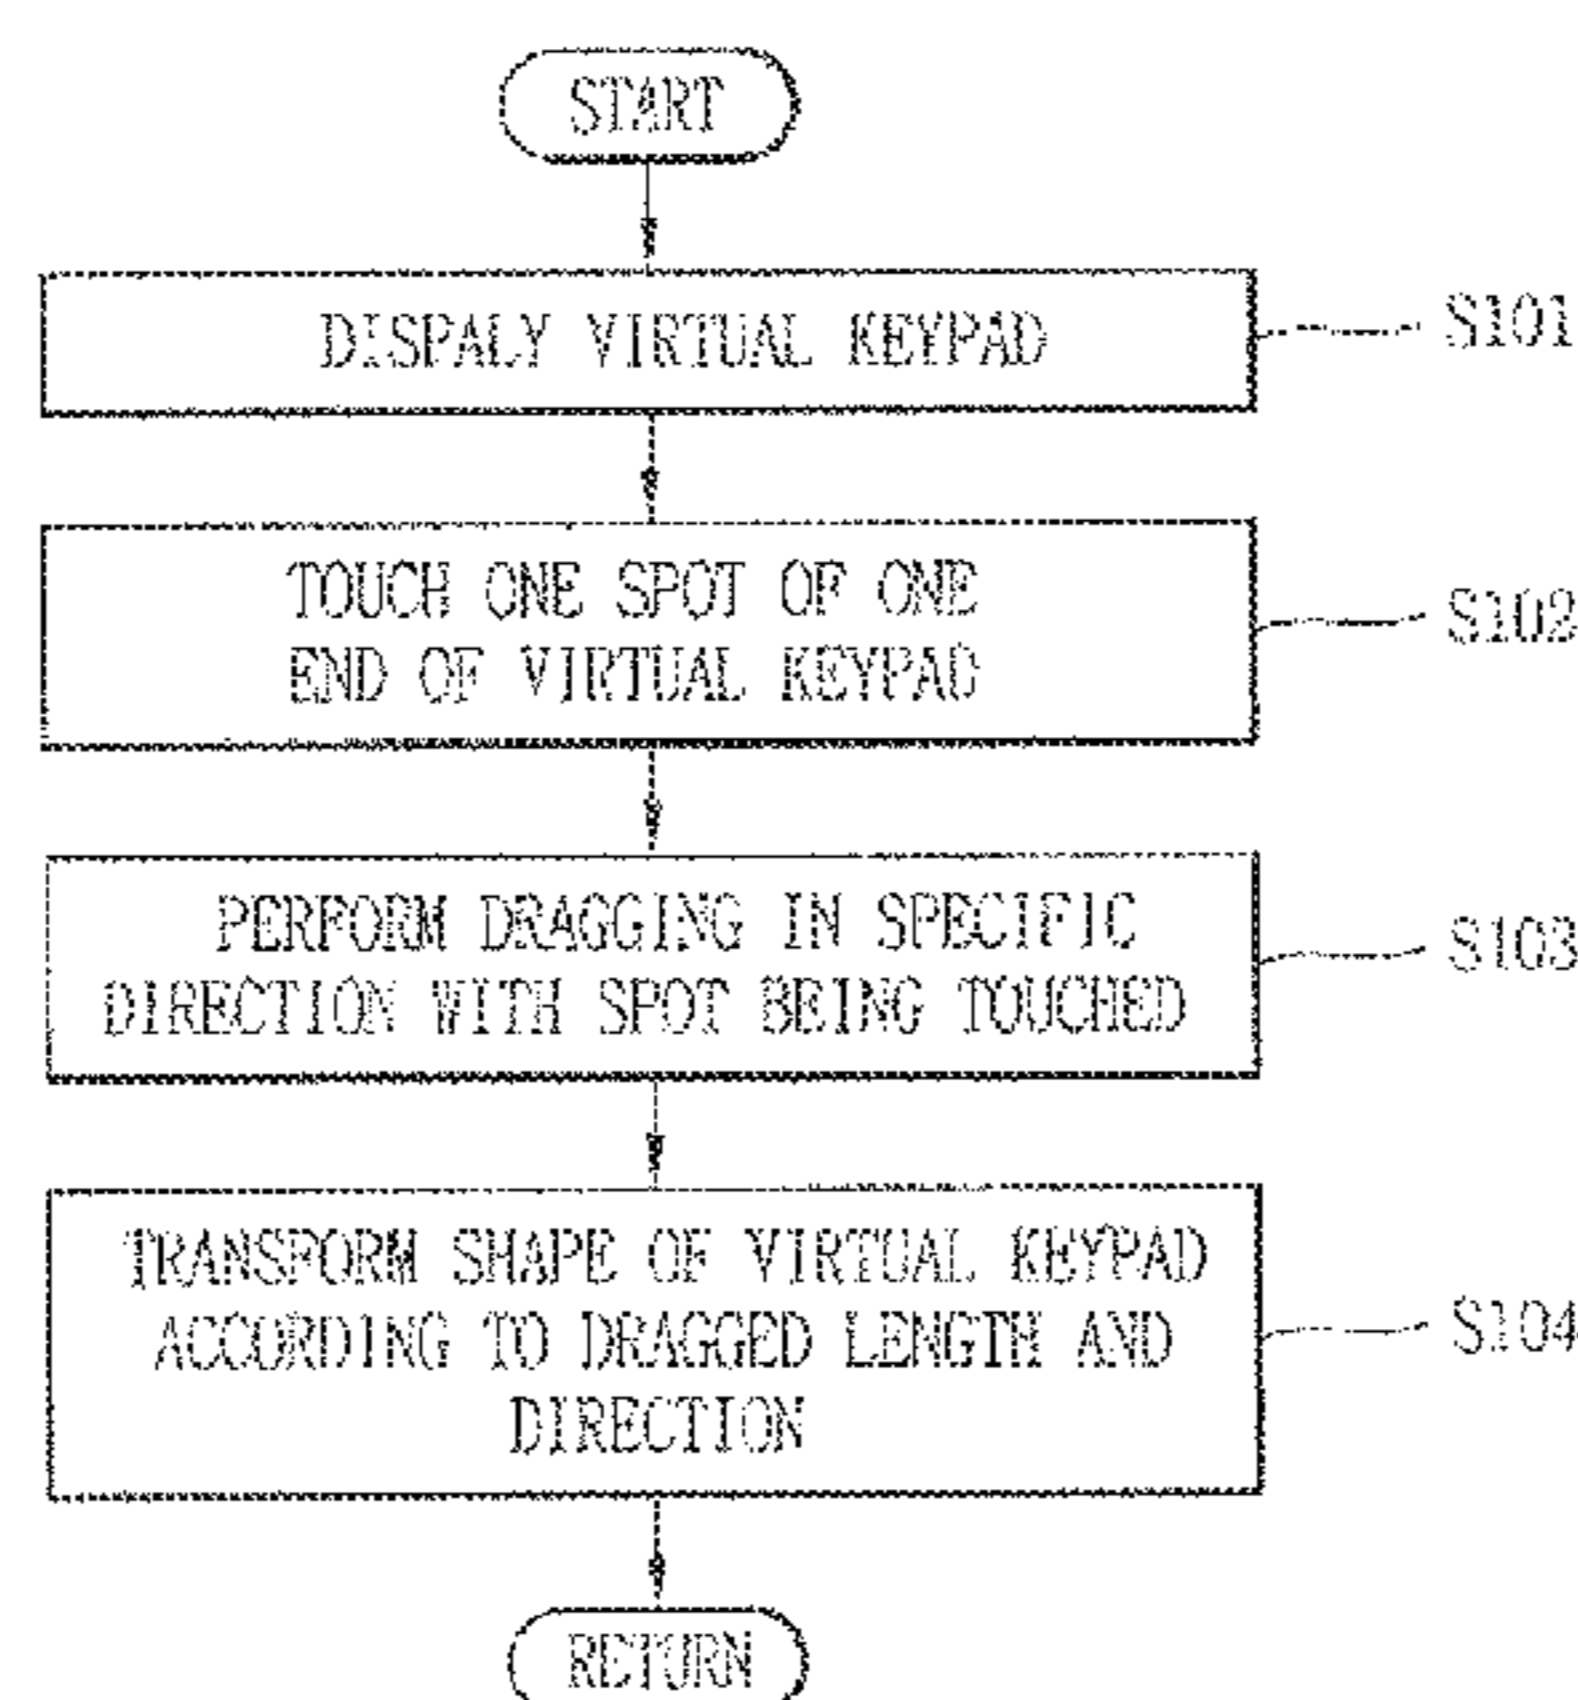 START
DISPALY VIRTUAL KEYPAD
S101
TOUCH ONE SPOT OF ONE
END OF VIRTUAL KEYPAD
S102
PERFORM DRAGGING IN SPECIFIC
DIRECTION WITH SPOT BEING TOUCHED
S103
TRANSFORM SHAPE OF VIRTUAL KEYPAD
ACCORDING TO DRAGGED LENGTH AND
DIRECTION
S104
RETURN